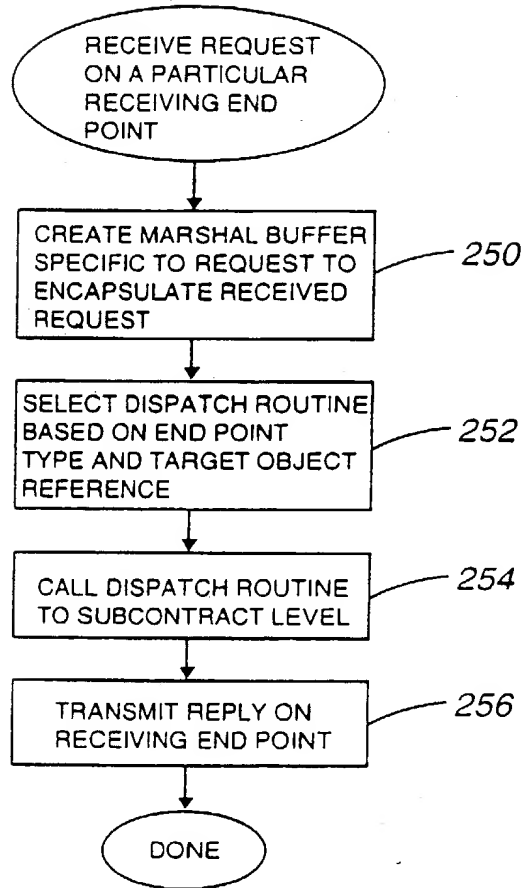 RECEIVE REQUEST
ON A PARTICULAR
RECEIVING END
POINT
CREATE MARSHAL BUFFER
SPECIFIC TO REQUEST TO
ENCAPSULATE RECEIVED
REQUEST
250
SELECT DISPATCH ROUTINE
BASED ON END POINT
TYPE AND TARGET OBJECT
REFERENCE
252
CALL DISPATCH ROUTINE
TO SUBCONTRACT LEVEL
254
TRANSMIT REPLY ON
RECEIVING END POINT
256
DONE